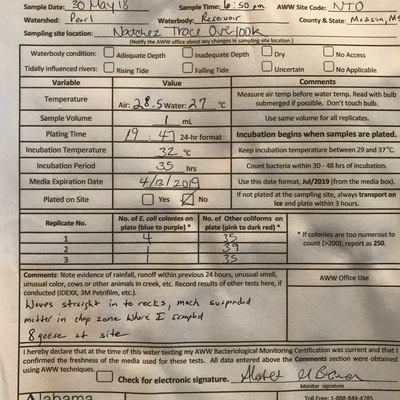 Sample Date: 30 May 18 Sample Time: 6:50 pm AWW Site Code: NTO
Watershed: Pearl Waterbody: Reservoir County & State: Madison, MS
Sampling site location: Natchez Trace Overlook
(Notify the AWW office about any changes in sampling site location.)
Waterbody condition: Adequate Depth Inadequate Depth Dry No Access
Tidally influenced rivers: Rising Tide Falling Tide Uncertain No Applicable
Variable Value Comments
Temperature Air: 28.5 Water: 27 °C Measure air temp before water temp. Read with bulb submerged if possible. Don't touch bulb.
Sample Volume 1 mL Use same volume for all replicates.
Plating Time 19 : 47 24-hr format Incubation begins when samples are plated.
Incubation Temperature 32 °C Keep incubation temperature between 29 and 37°C.
Incubation Period 35 hrs Count bacteria within 30 - 48 hrs of incubation.
Media Expiration Date 4/13/2019 Use this date format, Jul/2019 (from the media box).
Plated on Site Yes No If not plated at the sampling site, always transport on Ice and plate within 3 hours.
Replicate No. No. of E. coli colonies on plate (blue to purple) * No. of Other coliforms on plate (pink to dark red) *
1 4 35
2 1 39
3 1 35
* If colonies are too numerous to count (>200), report as 250.
Comments: Note evidence of rainfall, runoff within previous 24 hours, unusual smell,
unusual color, cows or other animals in creek, etc. Record results of other tests here, if
conducted (IDEXX, 3M Petrifilm, etc.).
AWW Office Use
Waves straight in to rocks, much suspended
matter in chop zone where I sampled
8 geese at site
I hereby declare that at the time of this water testing my AWW Bacteriological Monitoring Certification was current and that I
confirmed the freshness of the media used for these tests. All data entered above the Comments section were obtained
using AWW techniques.
Check for electronic signature.
Monitor signature
Alabama Toll Free: 1-888-844-4785